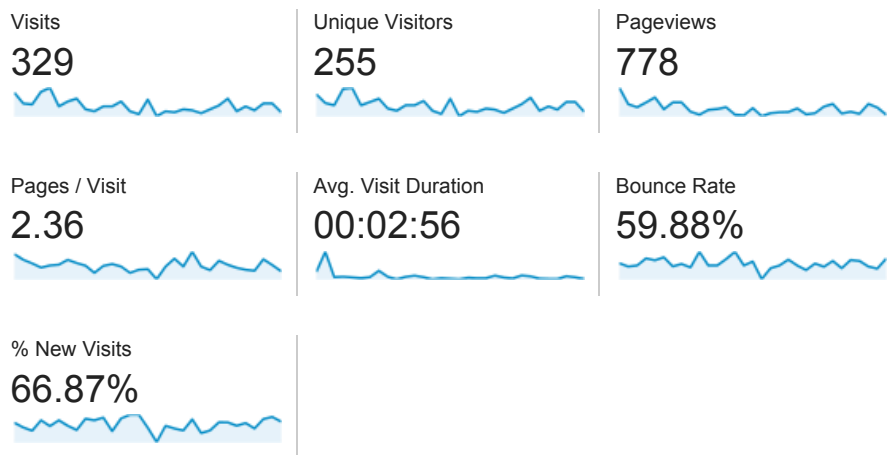 Visits
329
Unique Visitors
255
Pageviews
778
Pages / Visit
2.36
Avg. Visit Duration
00:02:56
Bounce Rate
59.88%
% New Visits
66.87%